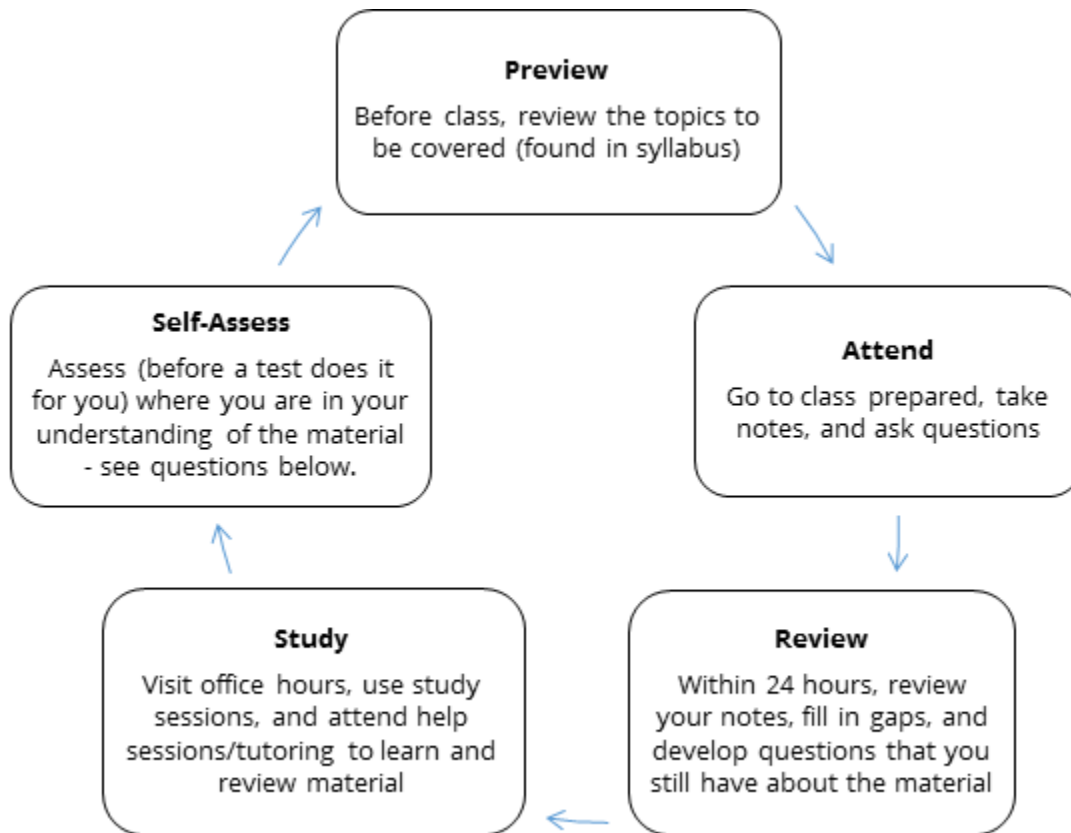 Preview
Before class, review the topics to
be covered (found in syllabus)
Attend
Go to class prepared, take
notes, and ask questions
Review
Within 24 hours, review
your notes, fill in gaps, and
develop questions that you
still have about the material
Study
Visit office hours, use study
sessions, and attend help
sessions/tutoring to learn and
review material
Self-Assess
Assess (before a test does it
for you) where you are in your
understanding of the material
- see questions below.